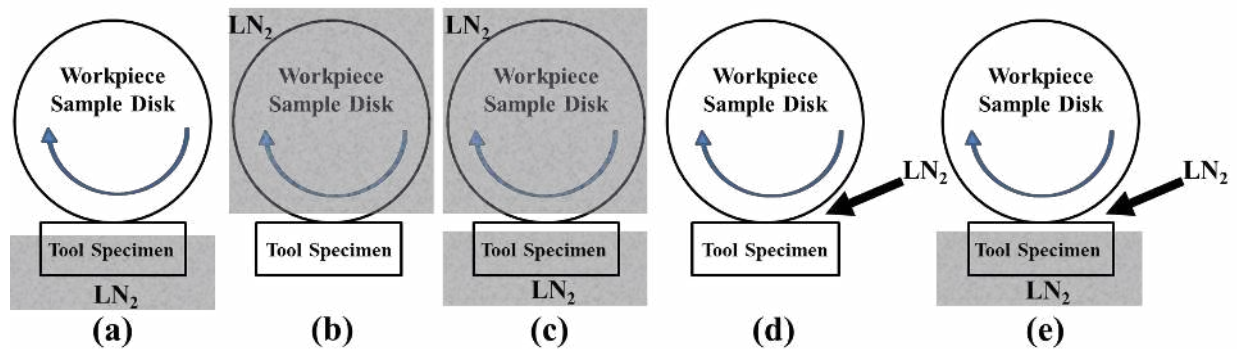 Workpiece
Sample Disk
Tool Specimen
LN₂
(a)
LN₂
Workpiece
Sample Disk
Tool Specimen
(b)
LN₂
Workpiece
Sample Disk
Tool Specimen
LN₂
(c)
Workpiece
Sample Disk
LN₂
Tool Specimen
(d)
Workpiece
Sample Disk
LN₂
Tool Specimen
LN₂
(e)